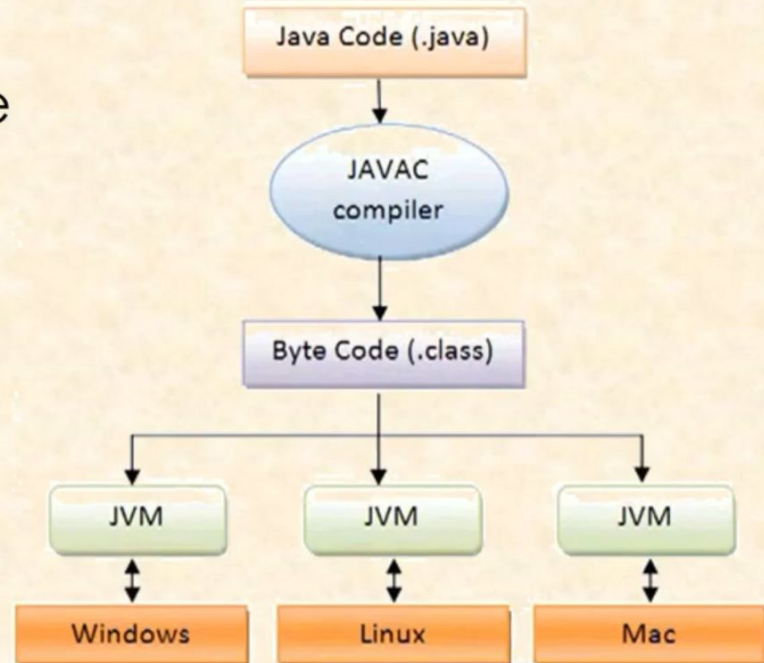 Java Code (.java)
e
JAVAC
compiler
Byte Code (.class)
JVM JVM JVM
Windows Linux Mac